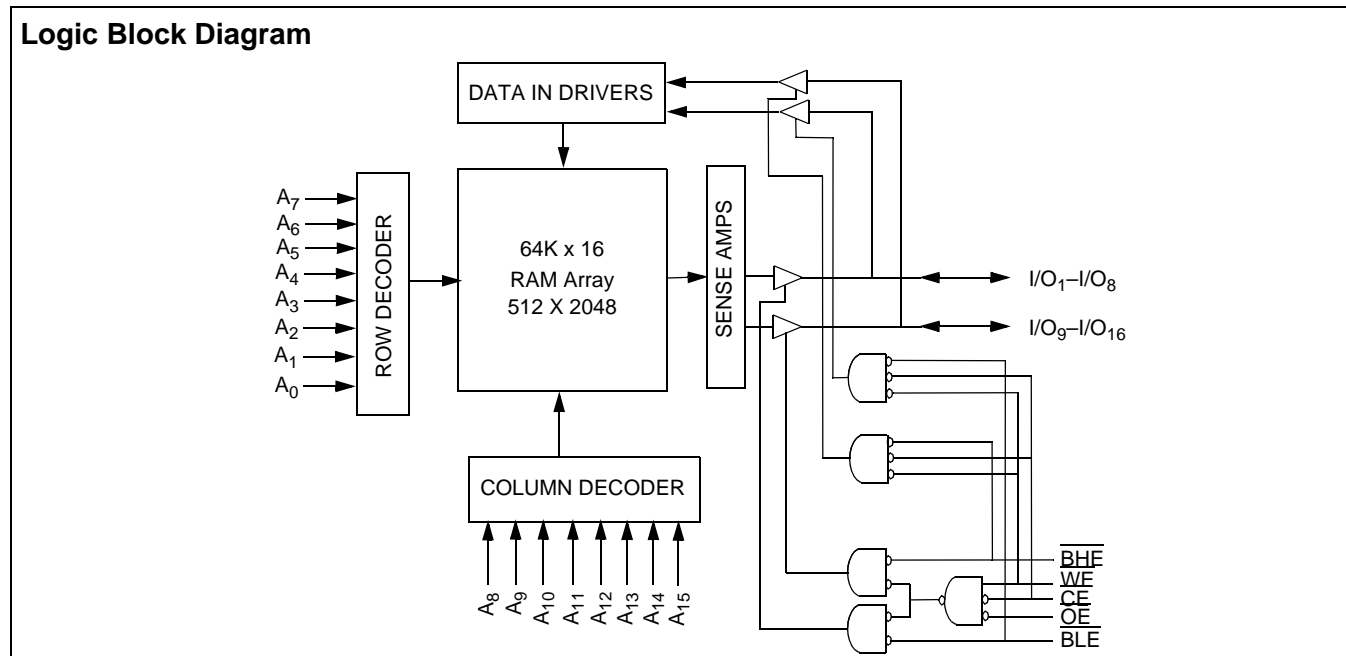 Logic Block Diagram
DATA IN DRIVERS
A7
A6
A5
A4
A3
A2
A1
A0
ROW DECODER
64K x 16
RAM Array
512 X 2048
SENSE AMPS
I/O1–I/O8
I/O9–I/O16
COLUMN DECODER
A8
A9
A10
A11
A12
A13
A14
A15
BHE
WE
CE
OE
BLE